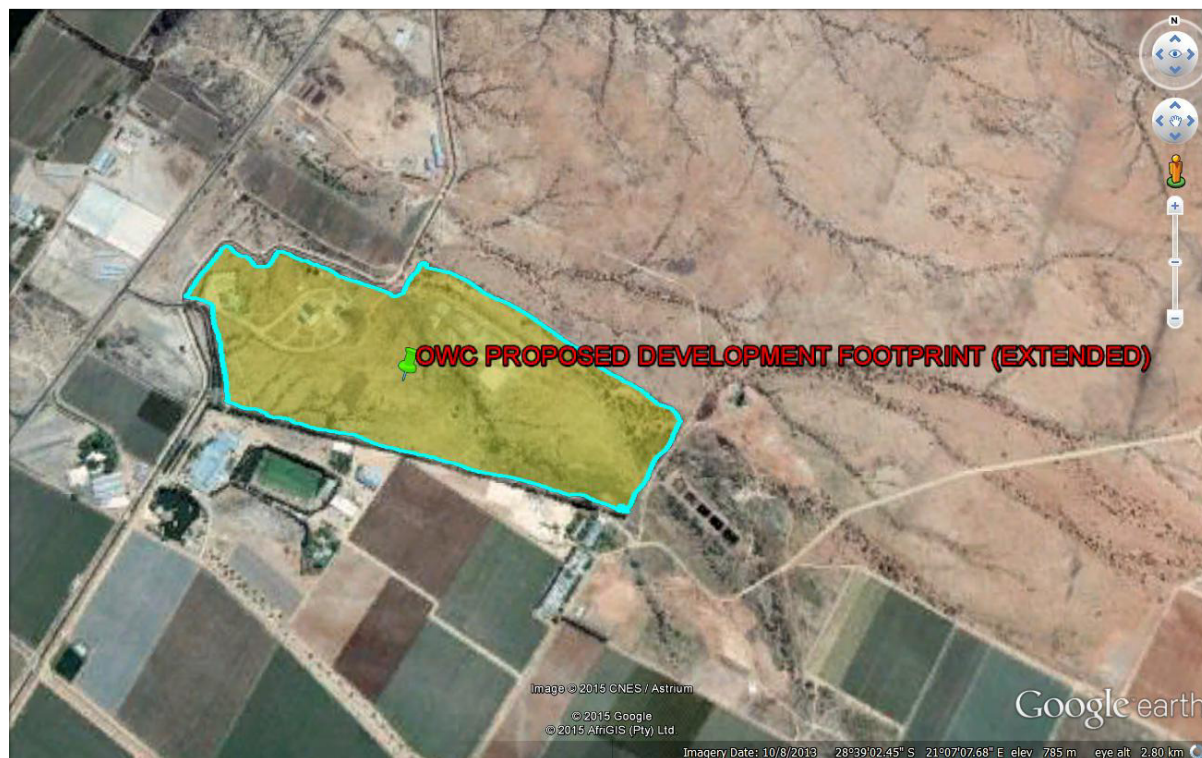 N
OWC PROPOSED DEVELOPMENT FOOTPRINT (EXTENDED)
Image © 2015 CNES / Astrium
© 2015 Google
© 2015 AfriGIS (Pty) Ltd
Google earth
Imagery Date: 10/8/2013 28°39'02.45" S 21°07'07.68" E elev 785 m eye alt 2.80 km